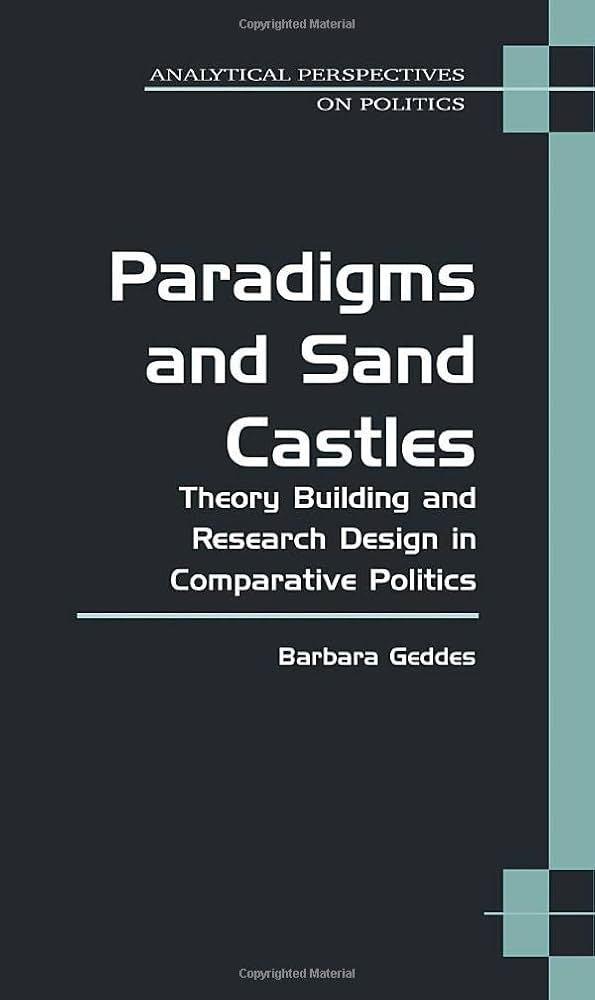 Copyrighted Material
ANALYTICAL PERSPECTIVES
ON POLITICS
Paradigms
and Sand
Castles
Theory Building and
Research Design in
Comparative Politics
Barbara Geddes
Copyrighted Material